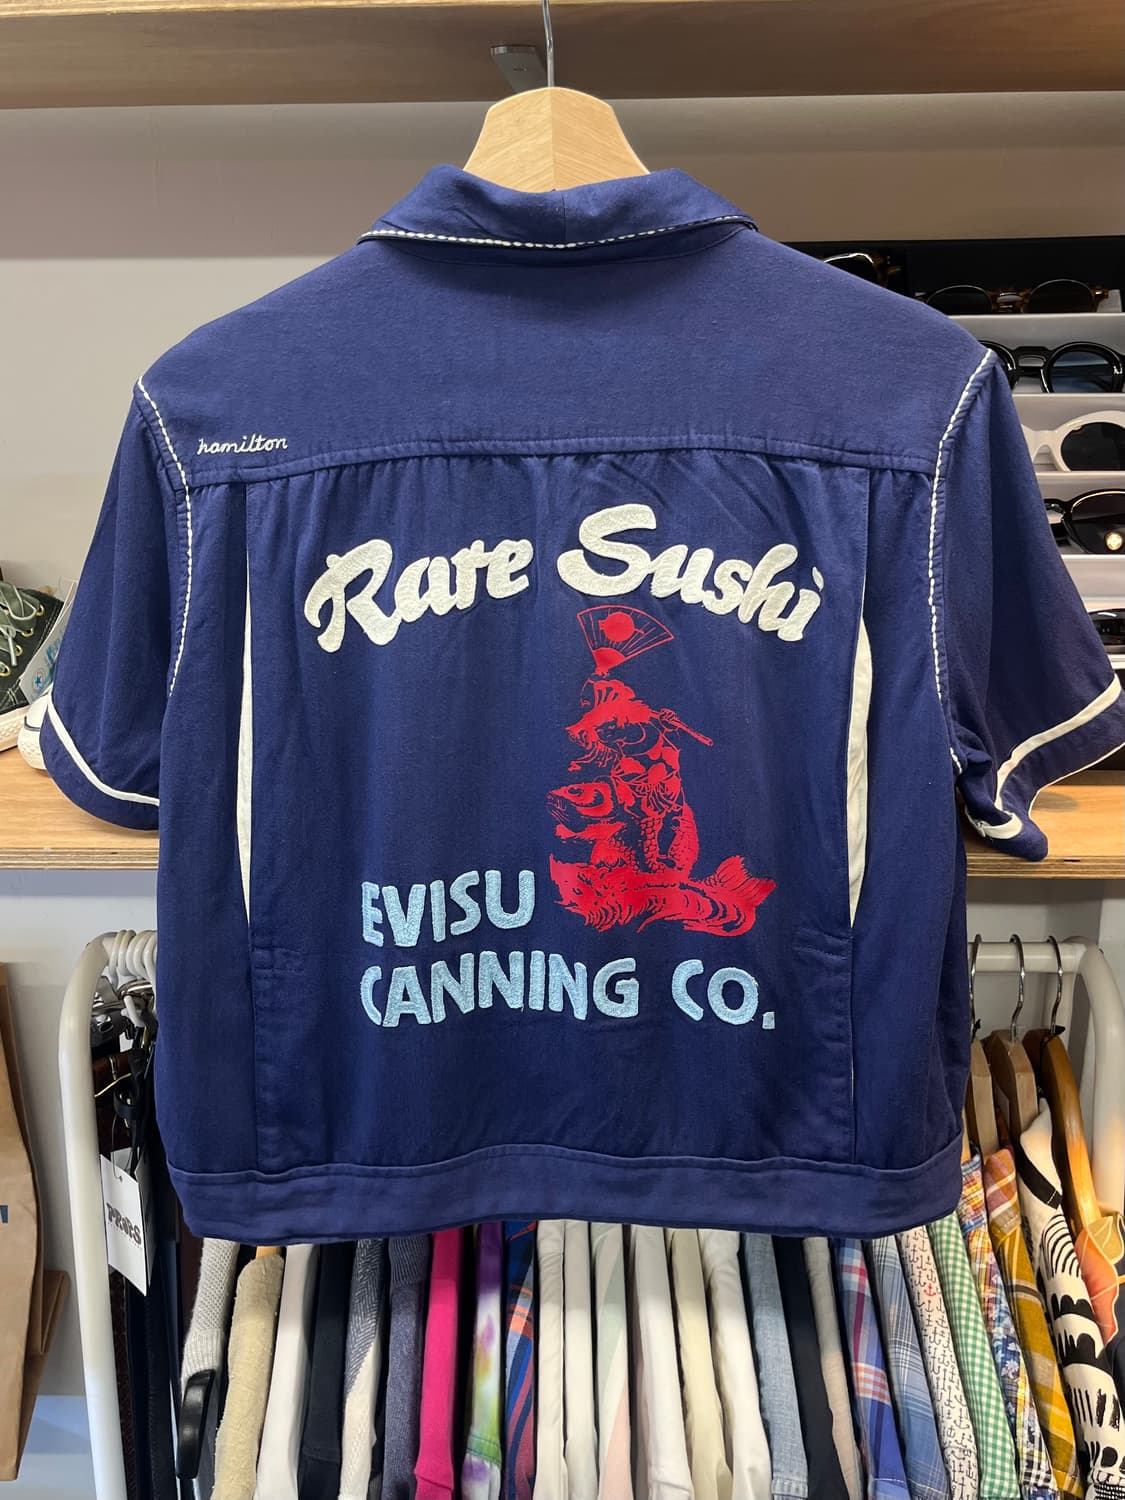 hamilton
Rare Sushi
EVISU
CANNING CO.